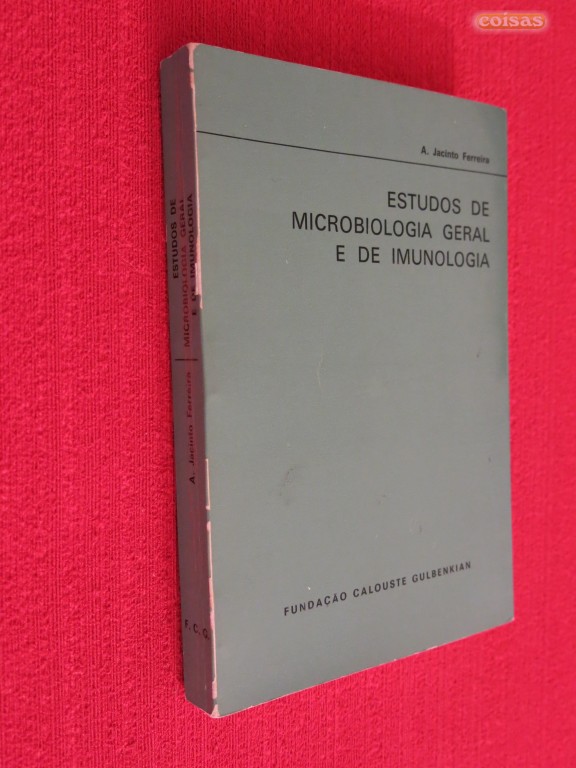 coisas
A. Jacinto Ferreira
ESTUDOS DE
MICROBIOLOGIA GERAL
E DE IMUNOLOGIA
FUNDAÇÃO CALOUSTE GULBENKIAN
ESTUDOS DE
MICROBIOLOGIA GERAL
E DE IMUNOLOGIA
A. Jacinto Ferreira
F. C. G.